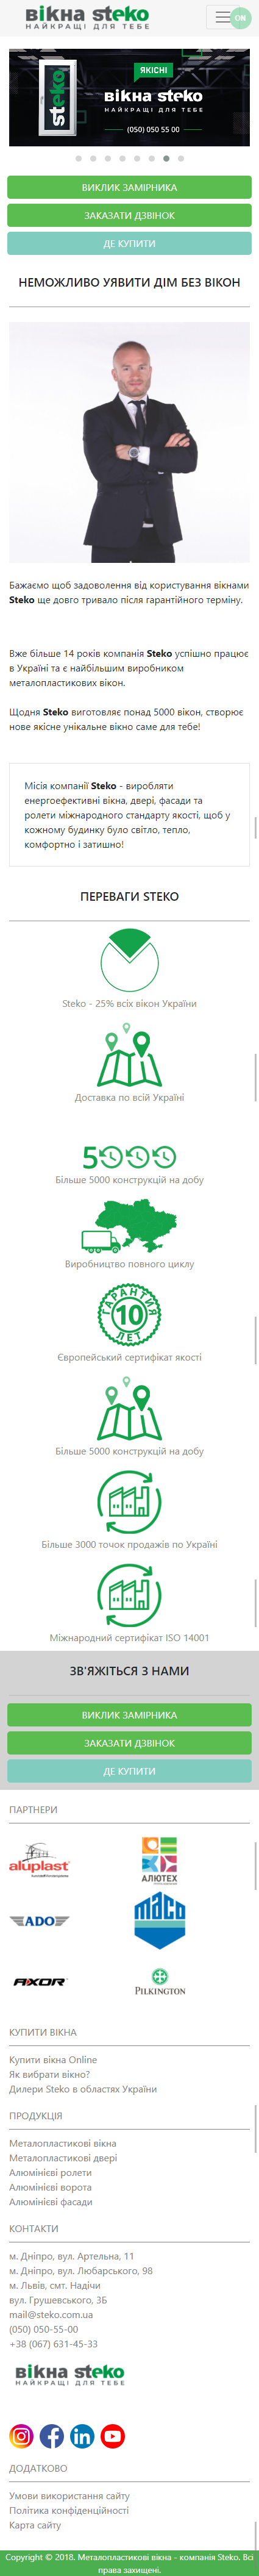 вікна steko
НАЙКРАЩІ ДЛЯ ТЕБЕ
ON
steko
ЯКІСНІ
вікна steko
(050) 050 55 00
ВИКЛИК ЗАМІРНИКА
ЗАКАЗАТИ ДЗВІНОК
ДЕ КУПИТИ
НЕМОЖЛИВО УЯВИТИ ДІМ БЕЗ ВІКОН
Бажаємо щоб задоволення від користування вікнами
Steko ще довго тривало після гарантійного терміну.
Вже більше 14 років компанія Steko успішно працює
в Україні та є найбільшим виробником
металопластикових вікон.
Щодня Steko виготовляє понад 5000 вікон, створює
нове якісне унікальне вікно саме для тебе!
Місія компанії Steko - виробляти
енергоефективні вікна, двері, фасади та
ролети міжнародного стандарту якості, щоб у
кожному будинку було світло, тепло,
комфортно і затишно!
ПЕРЕВАГИ STEKO
Steko - 25% всіх вікон України
Доставка по всій Україні
5
Більше 5000 конструкцій на добу
Виробництво повного циклу
ГАРАНТИЯ
10
ЛЕТ
Європейський сертифікат якості
Більше 5000 конструкцій на добу
Більше 3000 точок продажів по Україні
Міжнародний сертифікат ISO 14001
ЗВ'ЯЖІТЬСЯ З НАМИ
ВИКЛИК ЗАМІРНИКА
ЗАКАЗАТИ ДЗВІНОК
ДЕ КУПИТИ
ПАРТНЕРИ
aluplast
АЛЮТЕХ
ADO
MACO
AXOR
PILKINGTON
КУПИТИ ВІКНА
Купити вікна Online
Як вибрати вікно?
Дилери Steko в областях України
ПРОДУКЦІЯ
Металопластикові вікна
Металопластикові двері
Алюмінієві ролети
Алюмінієві ворота
Алюмінієві фасади
КОНТАКТИ
м. Дніпро, вул. Артельна, 11
м. Дніпро, вул. Любарського, 98
м. Львів, смт. Надічи
вул. Грушевського, 3Б
mail@steko.com.ua
(050) 050-55-00
+38 (067) 631-45-33
вікна steko
НАЙКРАЩІ ДЛЯ ТЕБЕ
in
ДОДАТКОВО
Умови використання сайту
Політика конфіденційності
Карта сайту
Copyright © 2018. Металопластикові вікна - компанія Steko. Всі
права захищені.